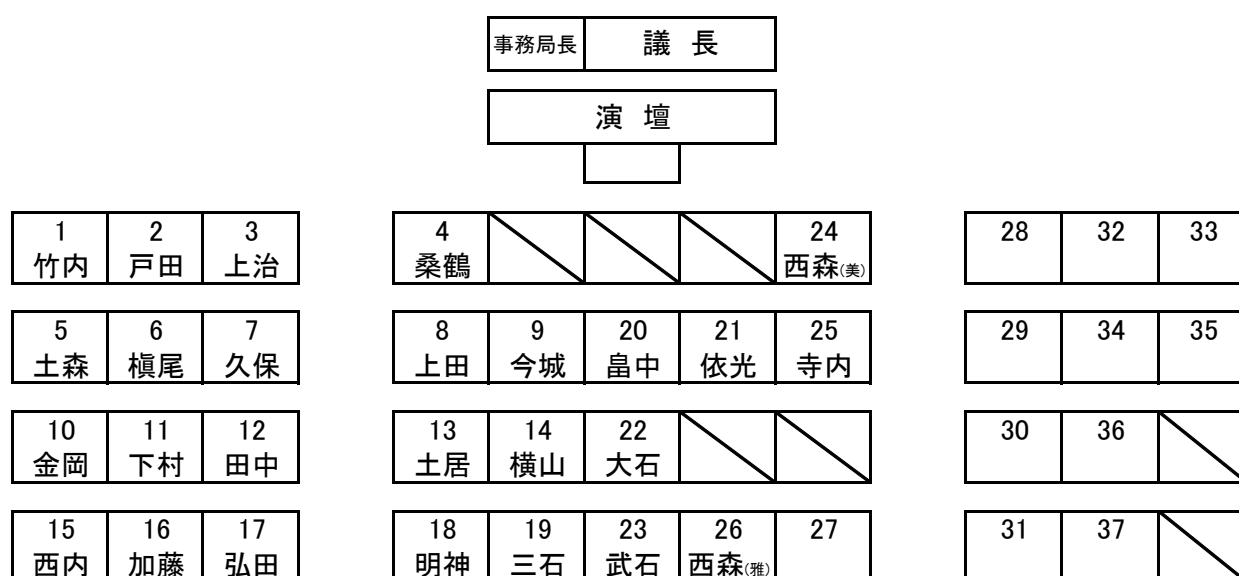 事務局長 議長
演壇
1 2 3 4 24 28 32 33
竹内 戸田 上治 桑鶴 西森(美)
5 6 7 8 9 20 21 25 29 34 35
土森 槇尾 久保 上田 今城 畠中 依光 寺内
10 11 12 13 14 22 30 36
金岡 下村 田中 土居 横山 大石
15 16 17 18 19 23 26 27 31 37
西内 加藤 弘田 明神 三石 武石 西森(雅)